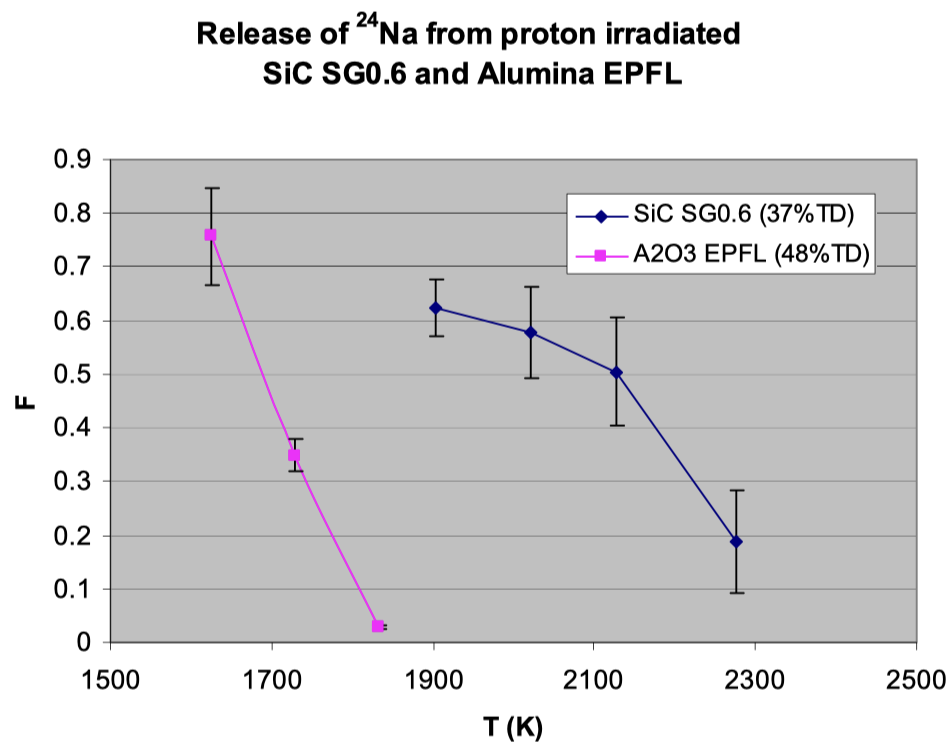 Release of ²⁴Na from proton irradiated
SiC SG0.6 and Alumina EPFL
0.9
0.8
0.7
0.6
0.5
0.4
0.3
0.2
0.1
0
F
SiC SG0.6 (37%TD)
A2O3 EPFL (48%TD)
1500 1700 1900 2100 2300 2500
T (K)